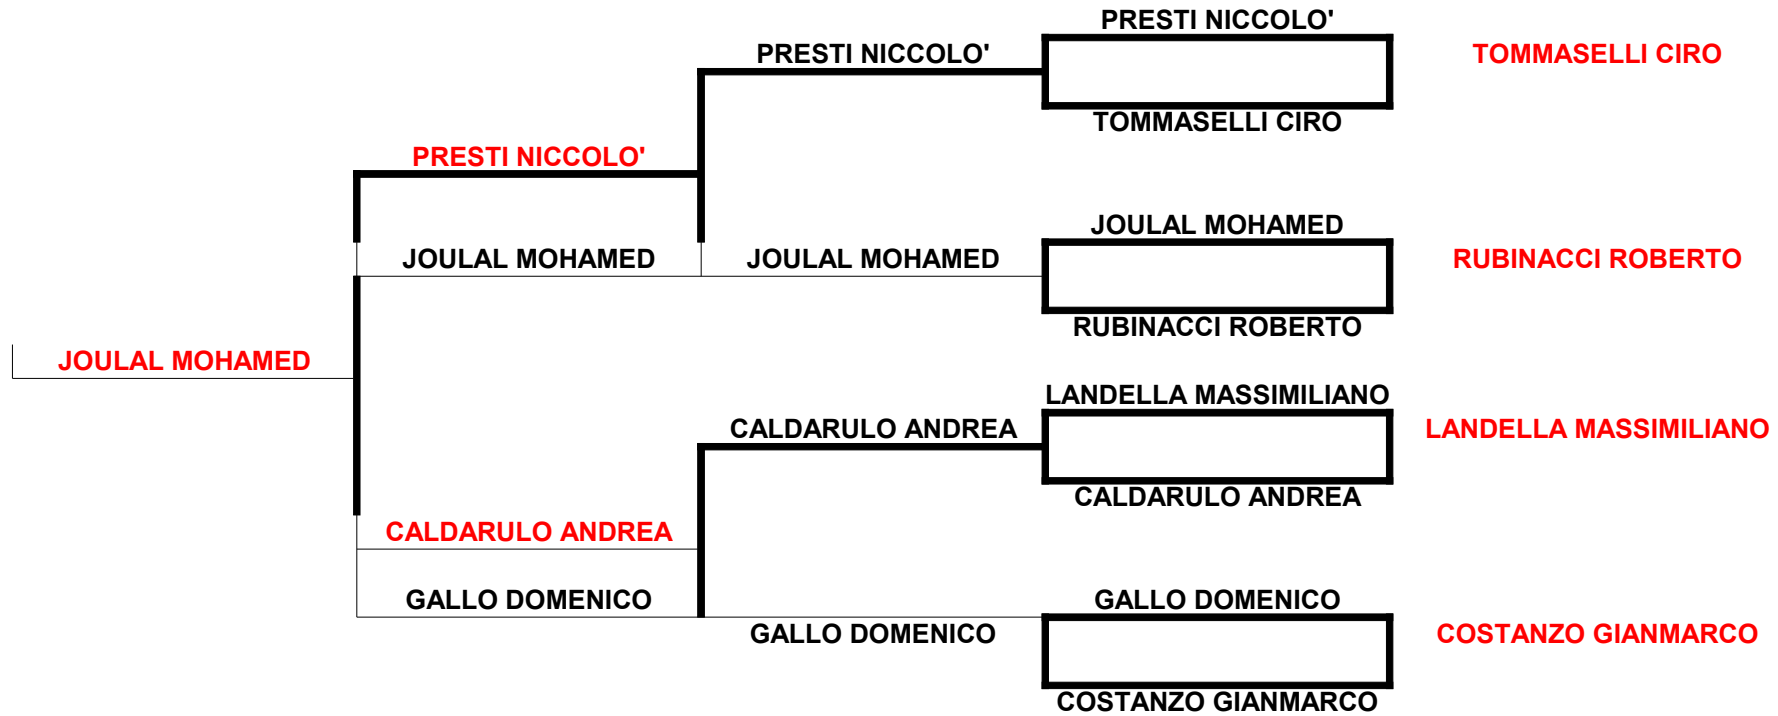 PRESTI NICCOLO'
PRESTI NICCOLO'
TOMMASELLI CIRO
TOMMASELLI CIRO
PRESTI NICCOLO'
JOULAL MOHAMED
JOULAL MOHAMED
JOULAL MOHAMED
RUBINACCI ROBERTO
RUBINACCI ROBERTO
JOULAL MOHAMED
LANDELLA MASSIMILIANO
CALDARULO ANDREA
LANDELLA MASSIMILIANO
CALDARULO ANDREA
CALDARULO ANDREA
GALLO DOMENICO
GALLO DOMENICO
GALLO DOMENICO
COSTANZO GIANMARCO
COSTANZO GIANMARCO